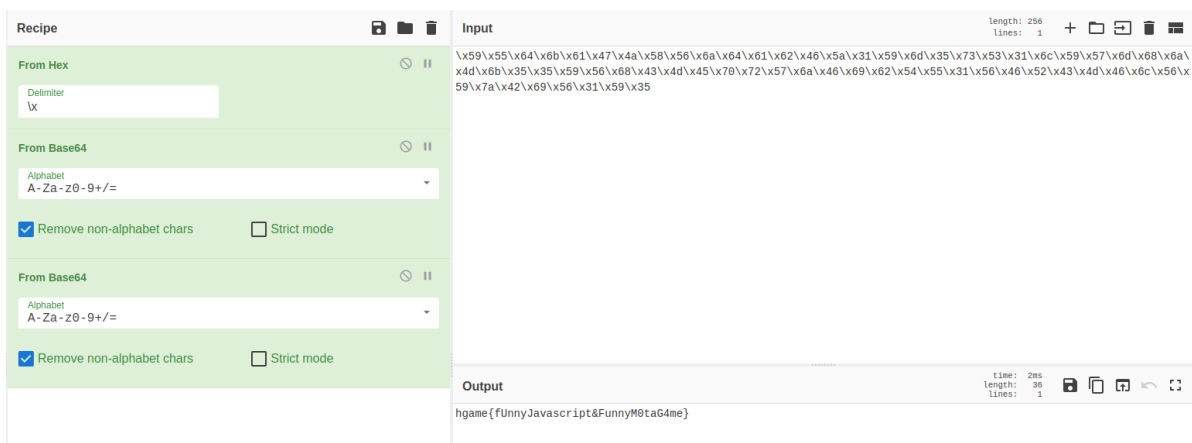 Recipe
From Hex
Delimiter
\x
From Base64
Alphabet
A-Za-z0-9+/=
Remove non-alphabet chars
Strict mode
From Base64
Alphabet
A-Za-z0-9+/=
Remove non-alphabet chars
Strict mode
Input
length: 256
lines: 1
\x59\x55\x64\x6b\x61\x47\x4a\x58\x56\x6a\x64\x61\x62\x46\x5a\x31\x59\x6d\x35\x73\x53\x31\x6c\x59\x57\x6d\x68\x6a\
x4d\x6b\x35\x35\x59\x56\x68\x43\x4d\x45\x70\x72\x57\x6a\x46\x69\x62\x54\x55\x31\x56\x46\x52\x43\x4d\x46\x6c\x56\x
59\x7a\x42\x69\x56\x31\x59\x35
Output
time: 2ms
length: 36
lines: 1
hgame{fUnnyJavascript&FunnyM0taG4me}